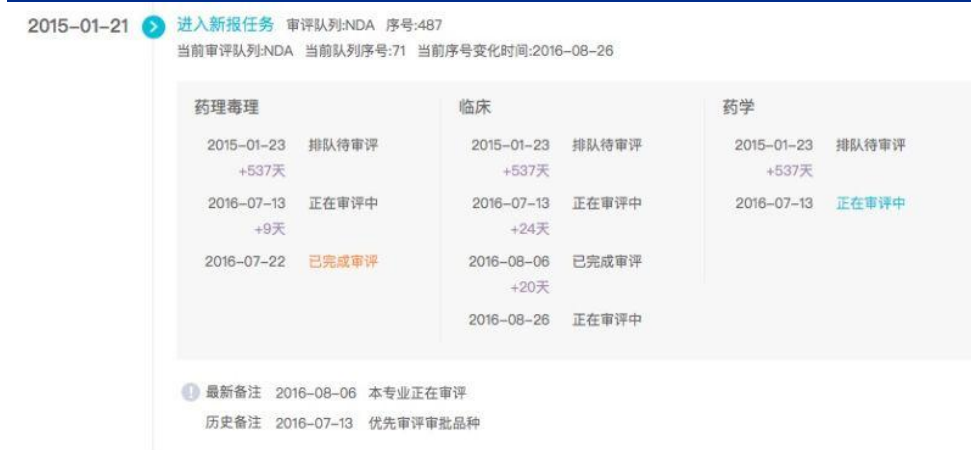 2015-01-21 进入新报任务 审评队列:NDA 序号:487
当前审评队列:NDA 当前队列序号:71 当前序号变化时间:2016-08-26
药理毒理
2015-01-23 排队待审评
+537天
2016-07-13 正在审评中
+9天
2016-07-22 已完成审评
临床
2015-01-23 排队待审评
+537天
2016-07-13 正在审评中
+24天
2016-08-06 已完成审评
+20天
2016-08-26 正在审评中
药学
2015-01-23 排队待审评
+537天
2016-07-13 正在审评中
最新备注 2016-08-06 本专业正在审评
历史备注 2016-07-13 优先审评审批品种